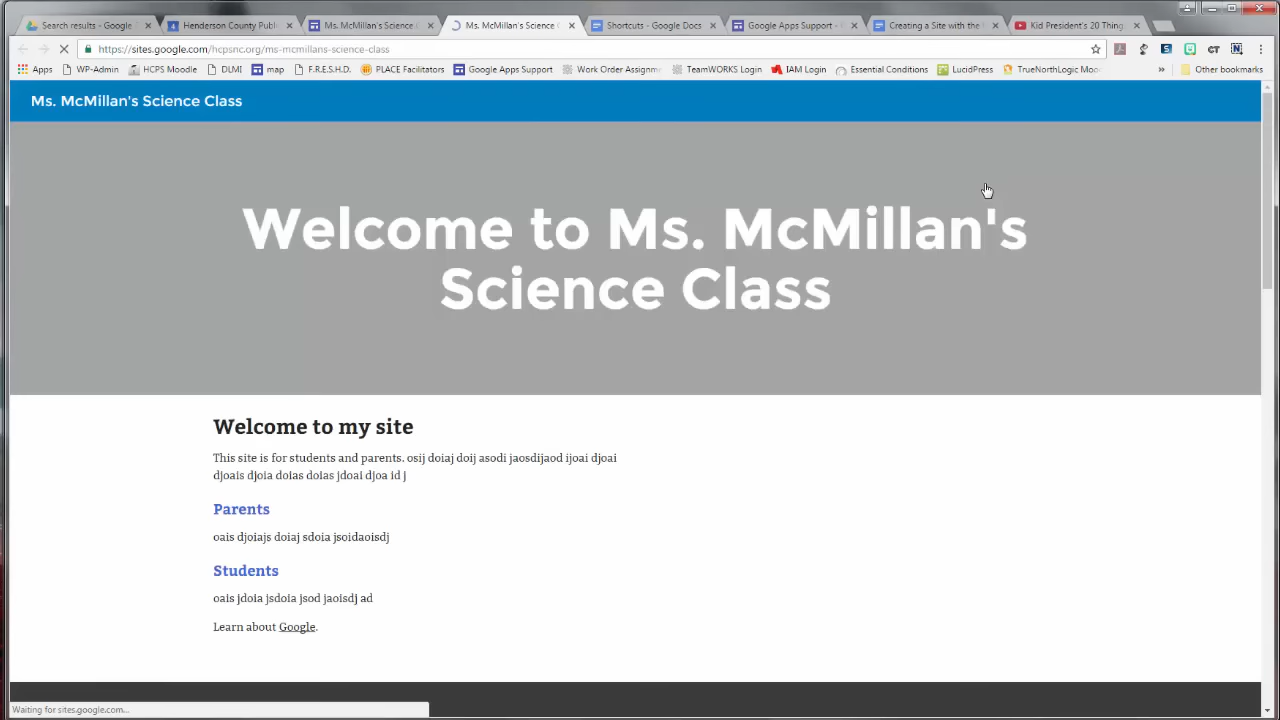 Search results - Google
Henderson County Publi
Ms. McMillan's Science
Ms. McMillan's Science
Shortcuts - Google Docs
Google Apps Support -
Creating a Site with the
Kid President's 20 Thing
https://sites.google.com/hcpsnc.org/ms-mcmillans-science-class
Apps WP-Admin HCPS Moodle DLMI map F.R.E.S.H.D. PLACE Facilitators Google Apps Support Work Order Assignm TeamWORKS Login IAM Login Essential Conditions LucidPress TrueNorthLogic Moo » Other bookmarks
Ms. McMillan's Science Class
Welcome to Ms. McMillan's
Science Class
Welcome to my site
This site is for students and parents. osij doiaj doij asodi jaosdijaod ijoai djoai
djoais djoia doias doias jdoai djoa id j
Parents
oais djoiajs doiaj sdoia jsoidaoisdj
Students
oais jdoia jsdoia jsod jaoisdj ad
Learn about Google.
Waiting for sites.google.com...